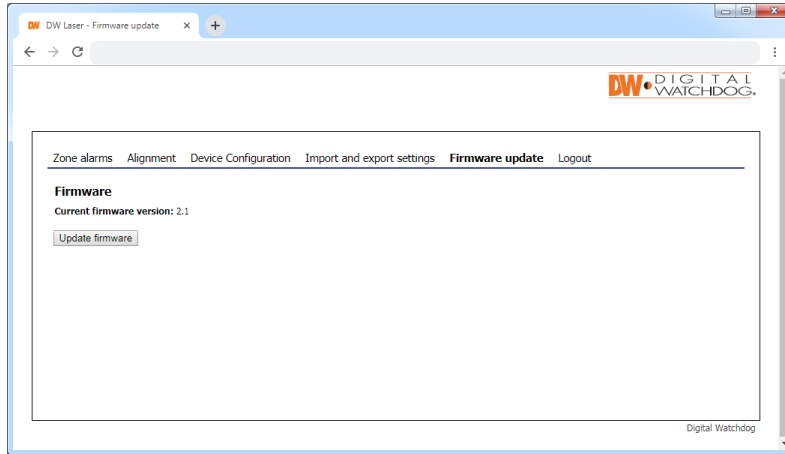 DW DW Laser - Firmware update
DW DIGITAL
WATCHDOG®
Zone alarms Alignment Device Configuration Import and export settings Firmware update Logout
Firmware
Current firmware version: 2.1
Update firmware
Digital Watchdog